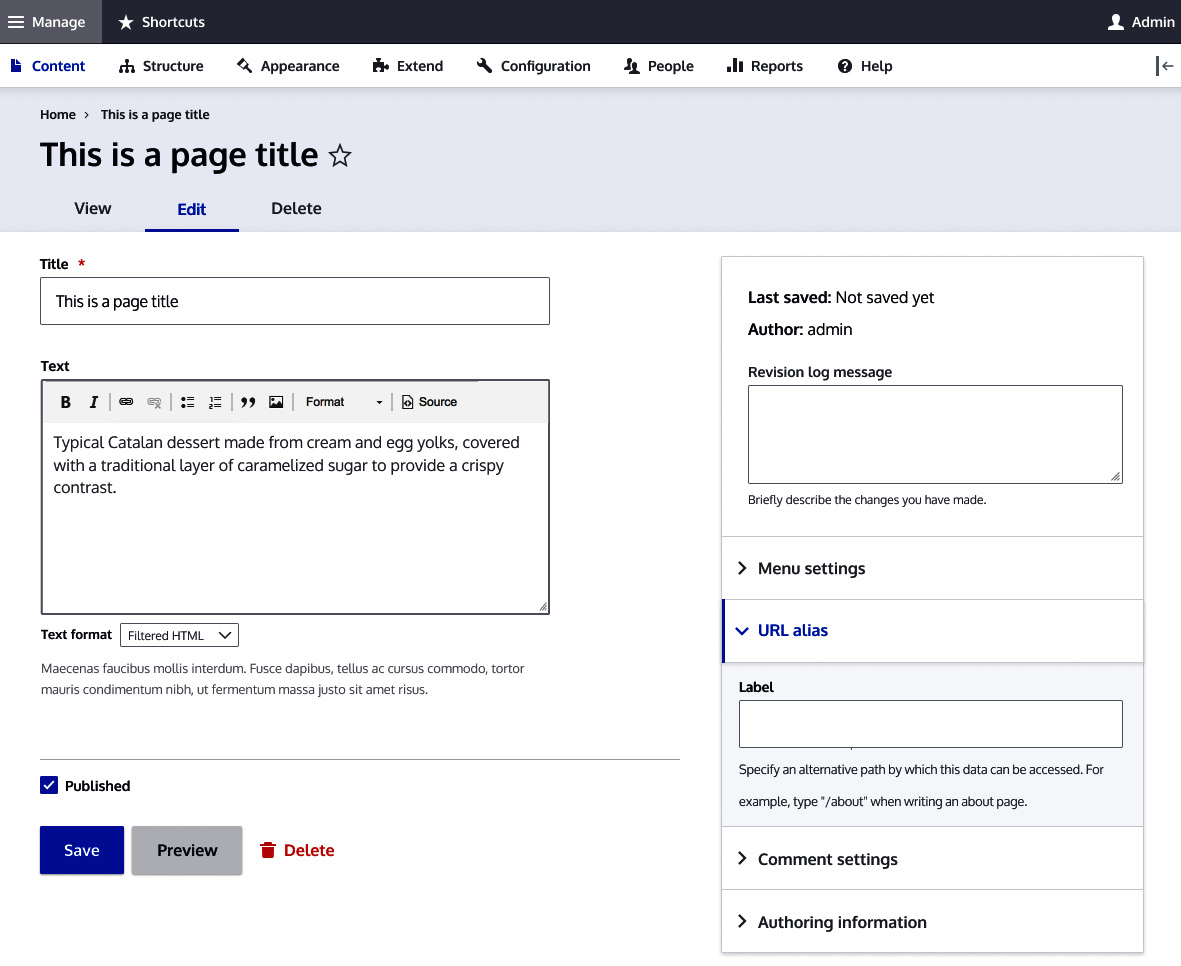 Manage Shortcuts Admin
Content Structure Appearance Extend Configuration People Reports Help
Home › This is a page title
This is a page title
View Edit Delete
Title *
This is a page title
Text
B I Format Source
Typical Catalan dessert made from cream and egg yolks, covered
with a traditional layer of caramelized sugar to provide a crispy
contrast.
Text format Filtered HTML
Maecenas faucibus mollis interdum. Fusce dapibus, tellus ac cursus commodo, tortor
mauris condimentum nibh, ut fermentum massa justo sit amet risus.
Published
Save Preview Delete
Last saved: Not saved yet
Author: admin
Revision log message
Briefly describe the changes you have made.
Menu settings
URL alias
Label
Specify an alternative path by which this data can be accessed. For
example, type "/about" when writing an about page.
Comment settings
Authoring information